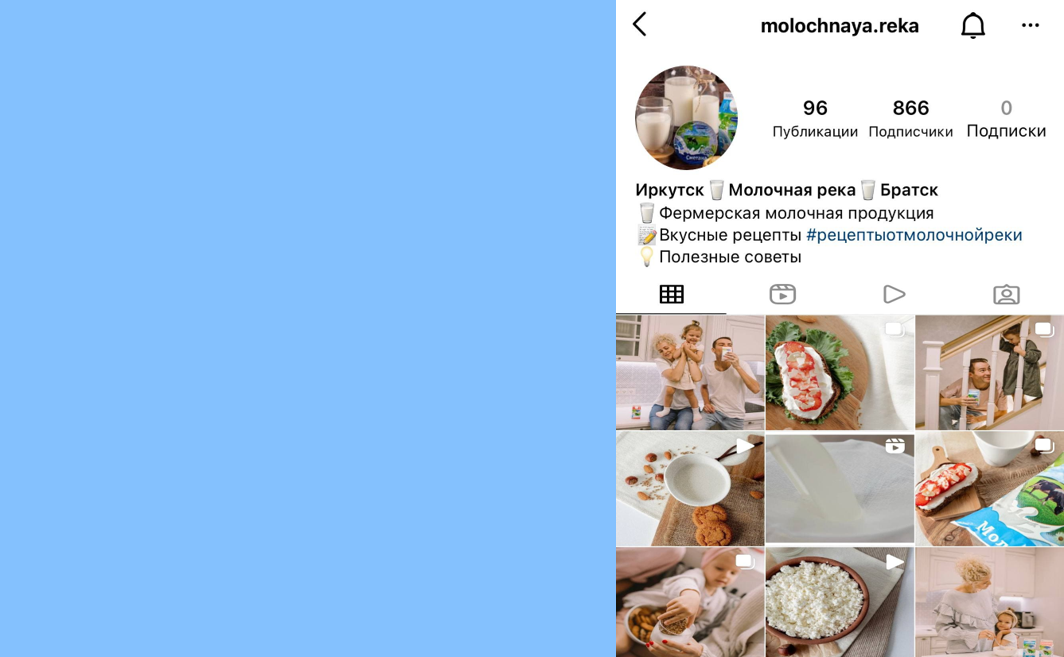 molochnaya.reka
96 866 0
Публикации Подписчики Подписки
Иркутск🥛Молочная река🥛Братск
🥛Фермерская молочная продукция
📝Вкусные рецепты #рецептыотмолочнойреки
💡Полезные советы